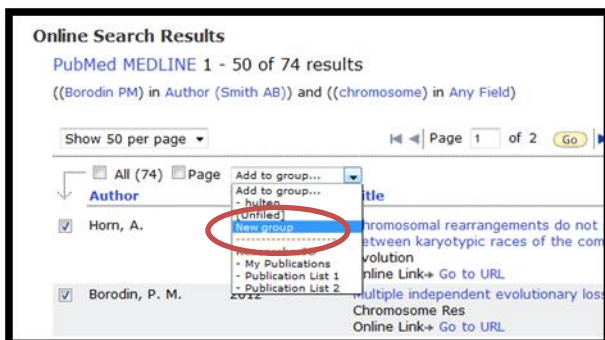 Online Search Results
PubMed MEDLINE 1 - 50 of 74 results
((Borodin PM) in Author (Smith AB)) and ((chromosome) in Any Field)
Show 50 per page
Page 1 of 2 Go
All (74) Page Add to group...
Add to group...
- hulten
[Unfiled]
New group
- My Publications
- Publication List 1
- Publication List 2
Author itle
Horn, A. hromosomal rearrangements do not
etween karyotypic races of the com
volution
nline Link→ Go to URL
Borodin, P. M. 2012 Multiple independent evolutionary loss
Chromosome Res
Online Link→ Go to URL